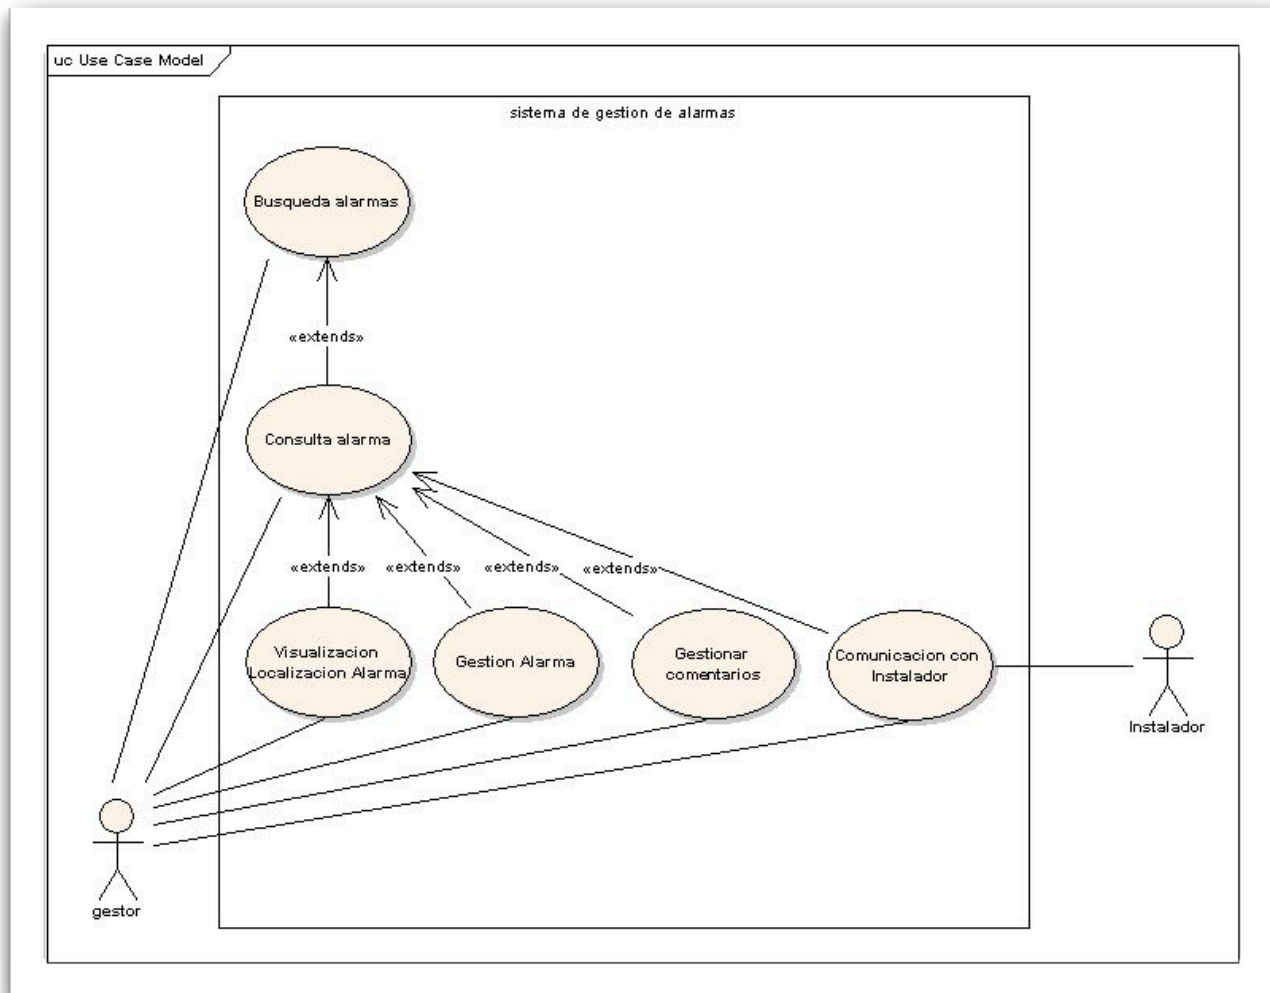 uc Use Case Model
sistema de gestion de alarmas
Búsqueda alarmas
«extends»
Consulta alarma
«extends»
«extends»
«extends»
«extends»
Visualizacion
Localizacion Alarma
Gestion Alarma
Gestionar
comentarios
Comunicacion con
Instalador
Instalador
gestor